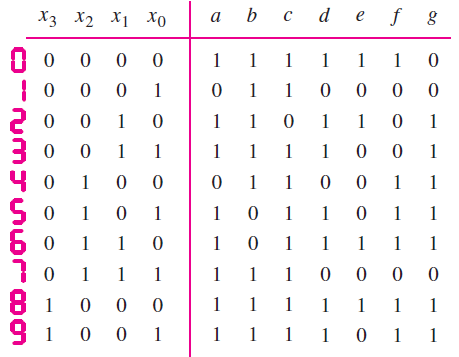 x3 x2 x1 x0 a b c d e f g
0 0 0 0 0 1 1 1 1 1 1 0
1 0 0 0 1 0 1 1 0 0 0 0
2 0 0 1 0 1 1 0 1 1 0 1
3 0 0 1 1 1 1 1 1 0 0 1
4 0 1 0 0 0 1 1 0 0 1 1
5 0 1 0 1 1 0 1 1 0 1 1
6 0 1 1 0 1 0 1 1 1 1 1
7 0 1 1 1 1 1 1 0 0 0 0
8 1 0 0 0 1 1 1 1 1 1 1
9 1 0 0 1 1 1 1 1 0 1 1